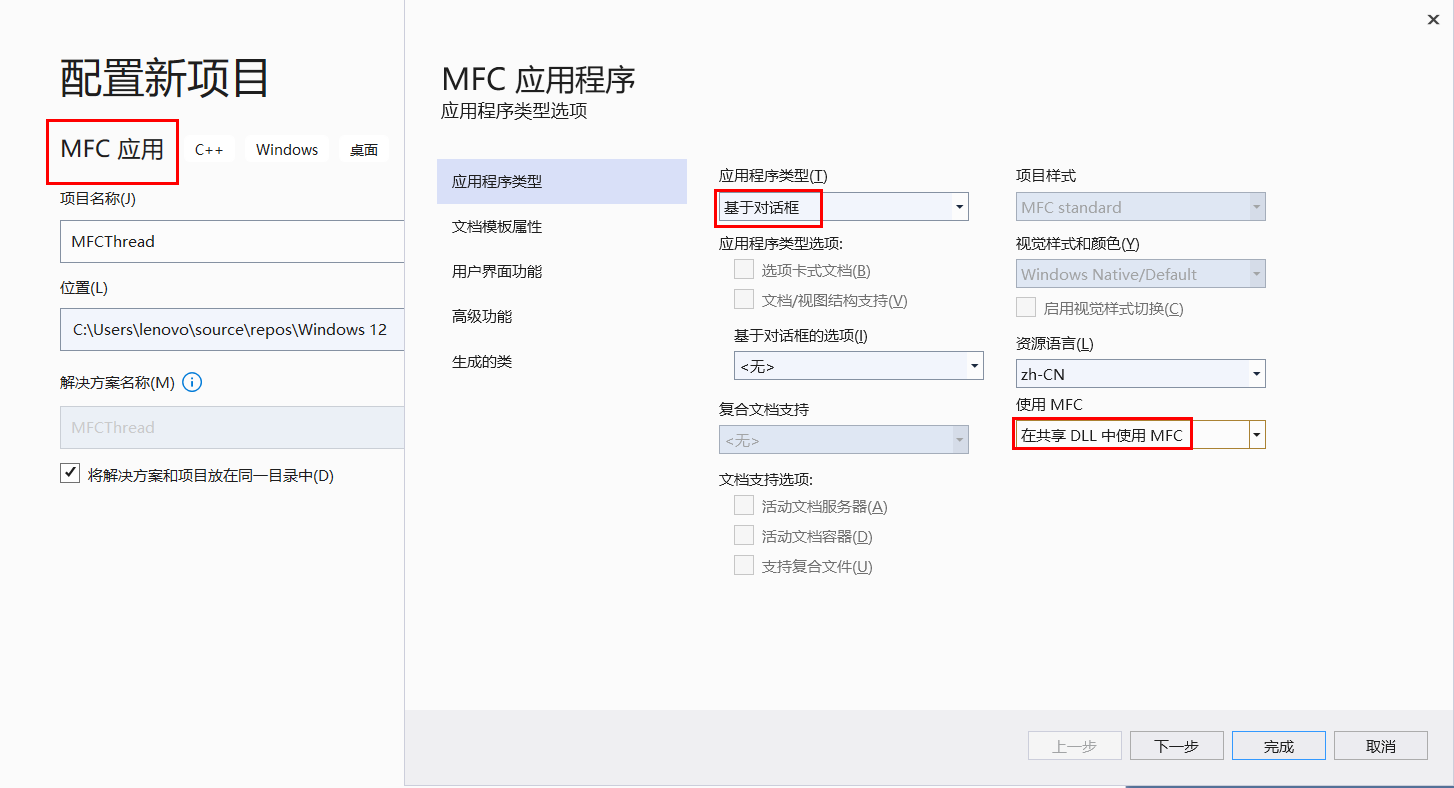 配置新项目
MFC 应用
C++
Windows
桌面
项目名称(J)
MFCThread
位置(L)
C:\Users\lenovo\source\repos\Windows 12
解决方案名称(M)
MFCThread
将解决方案和项目放在同一目录中(D)
MFC 应用程序
应用程序类型选项
应用程序类型
文档模板属性
用户界面功能
高级功能
生成的类
应用程序类型(T)
基于对话框
应用程序类型选项:
选项卡式文档(B)
文档/视图结构支持(V)
基于对话框的选项(I)
<无>
复合文档支持
<无>
文档支持选项:
活动文档服务器(A)
活动文档容器(D)
支持复合文件(U)
项目样式
MFC standard
视觉样式和颜色(Y)
Windows Native/Default
启用视觉样式切换(C)
资源语言(L)
zh-CN
使用 MFC
在共享 DLL 中使用 MFC
上一步
下一步
完成
取消